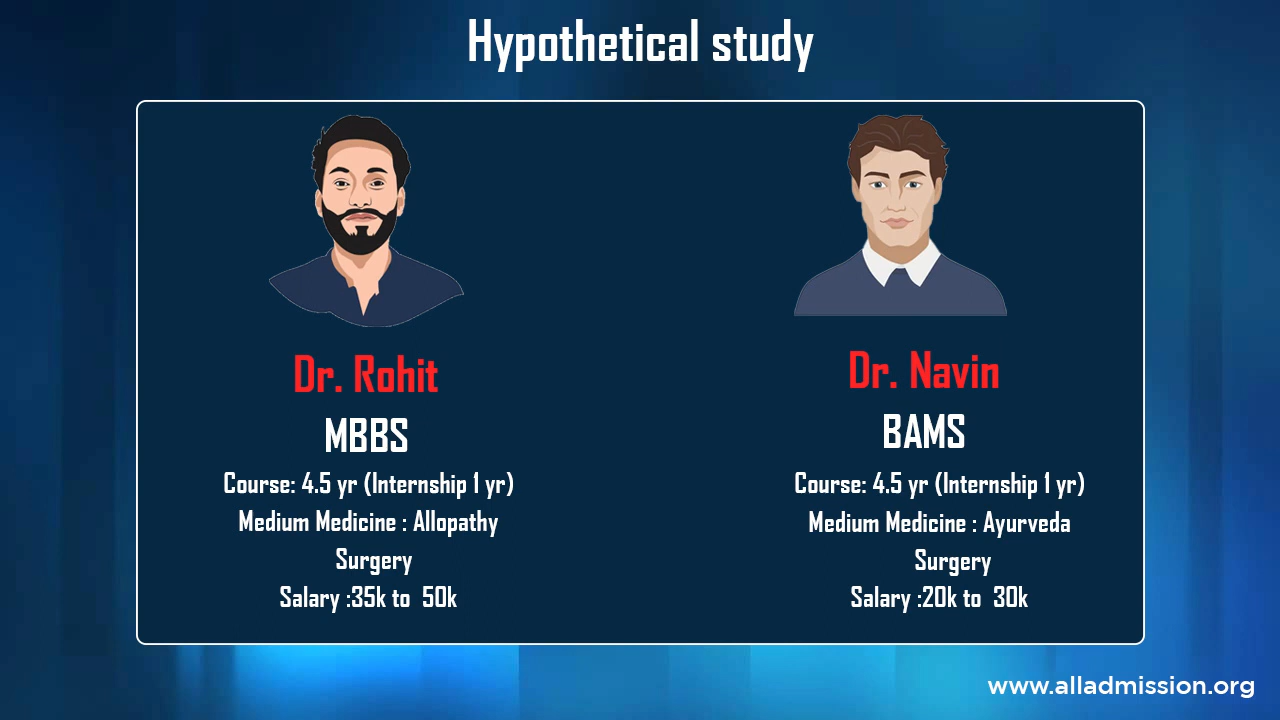 Hypothetical study
Dr. Rohit
MBBS
Course: 4.5 yr (Internship 1 yr)
Medium Medicine : Allopathy
Surgery
Salary :35k to  50k
Dr. Navin
BAMS
Course: 4.5 yr (Internship 1 yr)
Medium Medicine : Ayurveda
Surgery
Salary :20k to  30k
www.alladmission.org